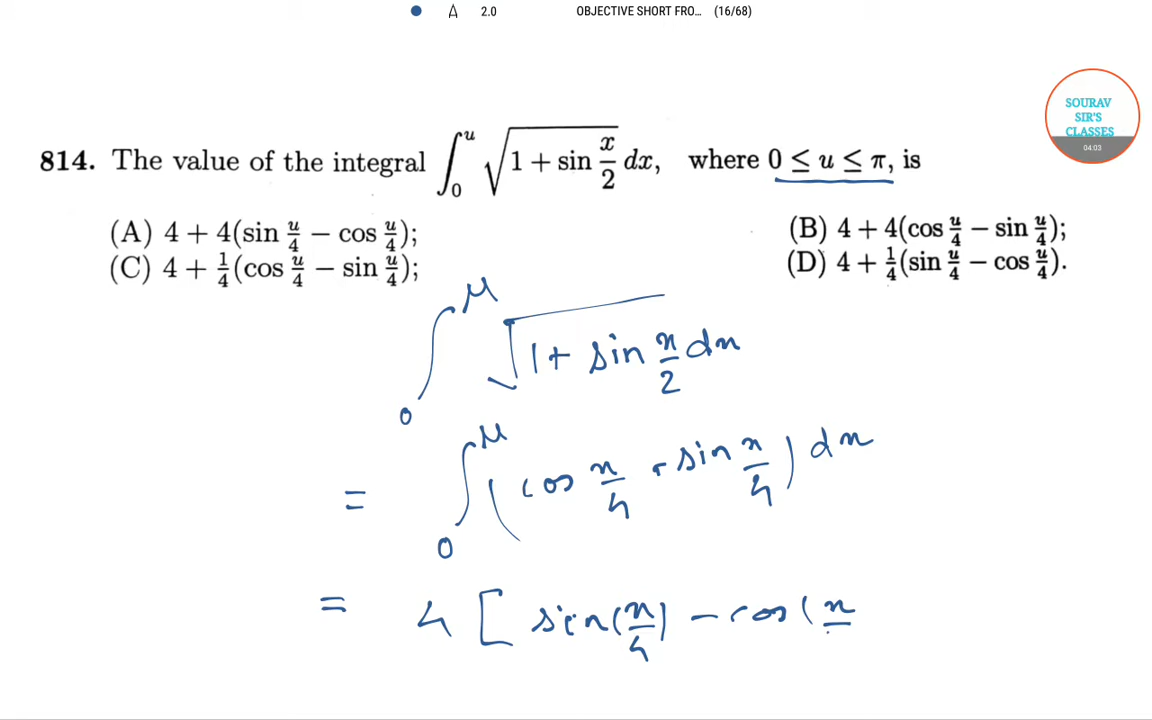 2.0 OBJECTIVE SHORT FRO... (16/68)
SOURAV
SIR'S
CLASSES
04:03
814. The value of the integral ∫₀ᵘ √(1 + sin x/2) dx, where 0 ≤ u ≤ π, is
(A) 4 + 4(sin u/4 − cos u/4); (B) 4 + 4(cos u/4 − sin u/4);
(C) 4 + 1/4(cos u/4 − sin u/4); (D) 4 + 1/4(sin u/4 − cos u/4).
∫₀^μ √(1 + sin x/2) dx
= ∫₀^μ (cos x/4 + sin x/4) dx
= 4 [ sin(x/4) − cos(x